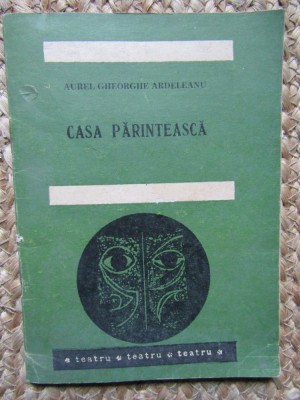 AUREL GHEORGHE ARDELEANU
CASA PĂRINTEASCĂ
teatru teatru teatru